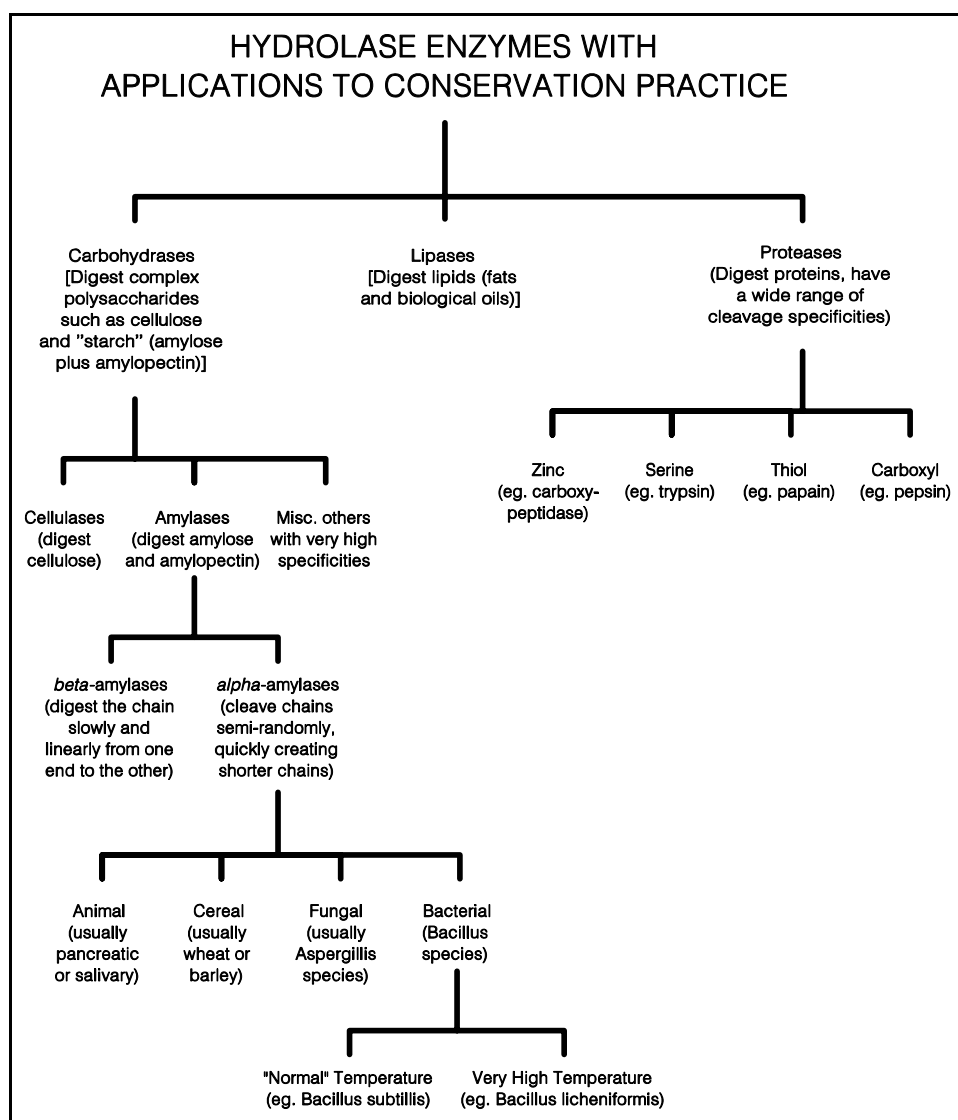 HYDROLASE ENZYMES WITH
APPLICATIONS TO CONSERVATION PRACTICE
Carbohydrases
[Digest complex
polysaccharides
such as cellulose
and "starch" (amylose
plus amylopectin)]
Lipases
[Digest lipids (fats
and biological oils)]
Proteases
(Digest proteins, have
a wide range of
cleavage specificities)
Zinc
(eg. carboxy-
peptidase)
Serine
(eg. trypsin)
Thiol
(eg. papain)
Carboxyl
(eg. pepsin)
Cellulases
(digest
cellulose)
Amylases
(digest amylose
and amylopectin)
Misc. others
with very high
specificities
beta-amylases
(digest the chain
slowly and
linearly from one
end to the other)
alpha-amylases
(cleave chains
semi-randomly,
quickly creating
shorter chains)
Animal
(usually
pancreatic
or salivary)
Cereal
(usually
wheat or
barley)
Fungal
(usually
Aspergillis
species)
Bacterial
(Bacillus
species)
"Normal" Temperature
(eg. Bacillus subtillis)
Very High Temperature
(eg. Bacillus licheniformis)